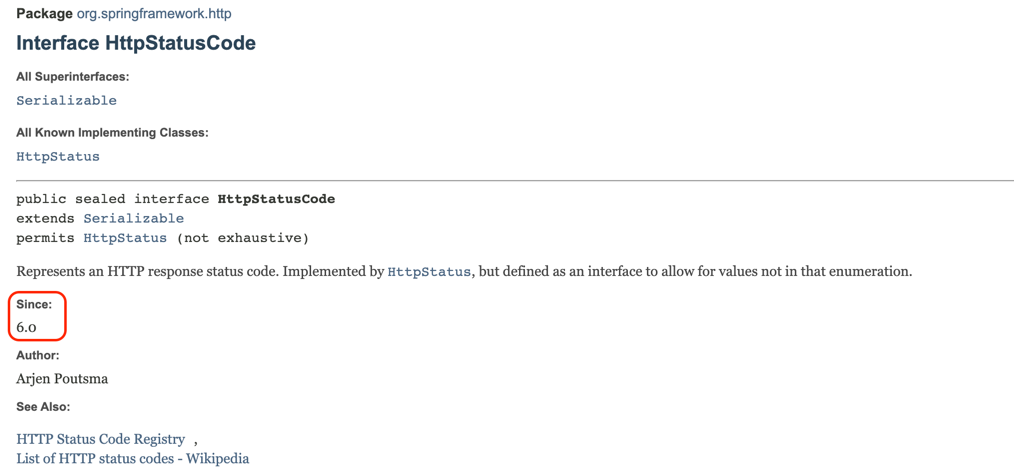 Package org.springframework.http
Interface HttpStatusCode
All Superinterfaces:
Serializable
All Known Implementing Classes:
HttpStatus
public sealed interface HttpStatusCode
extends Serializable
permits HttpStatus (not exhaustive)
Represents an HTTP response status code. Implemented by HttpStatus, but defined as an interface to allow for values not in that enumeration.
Since:
6.0
Author:
Arjen Poutsma
See Also:
HTTP Status Code Registry ,
List of HTTP status codes - Wikipedia